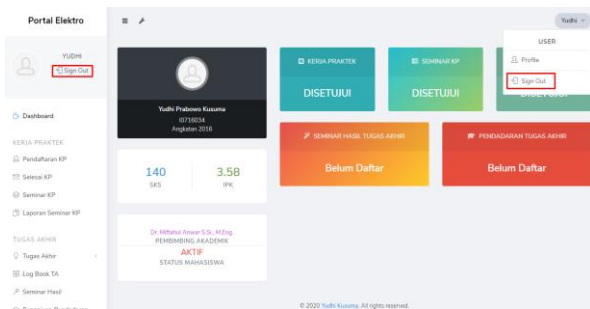 Portal Elektro
Yudhi
USER
Profile
Sign Out
YUDHI
Sign Out
Dashboard
KERJA PRAKTEK
Pendaftaran KP
Selesai KP
Seminar KP
Laporan Seminar KP
TUGAS AKHIR
Tugas Akhir
Log Book TA
Seminar Hasil
Yudhi Prabowo Kusuma
I0716034
Angkatan 2016
140
SKS
3.58
IPK
Dr. Miftahul Anwar S.Si., M.Eng.
PEMBIMBING AKADEMIK
AKTIF
STATUS MAHASISWA
KERJA PRAKTEK
DISETUJUI
SEMINAR KP
DISETUJUI
SEMINAR HASIL TUGAS AKHIR
Belum Daftar
PENDADARAN TUGAS AKHIR
Belum Daftar
© 2020 Yudhi Kusuma. All rights reserved.